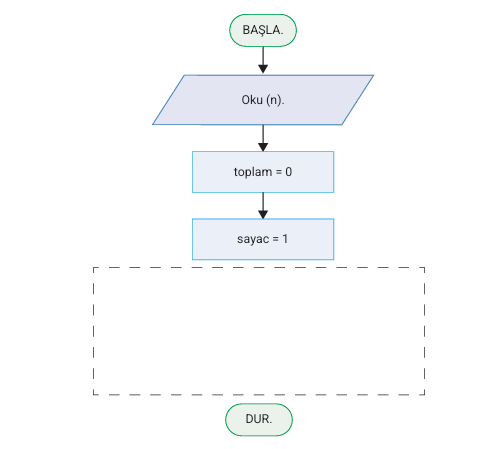 BAŞLA.
Oku (n).
toplam = 0
sayac = 1
DUR.